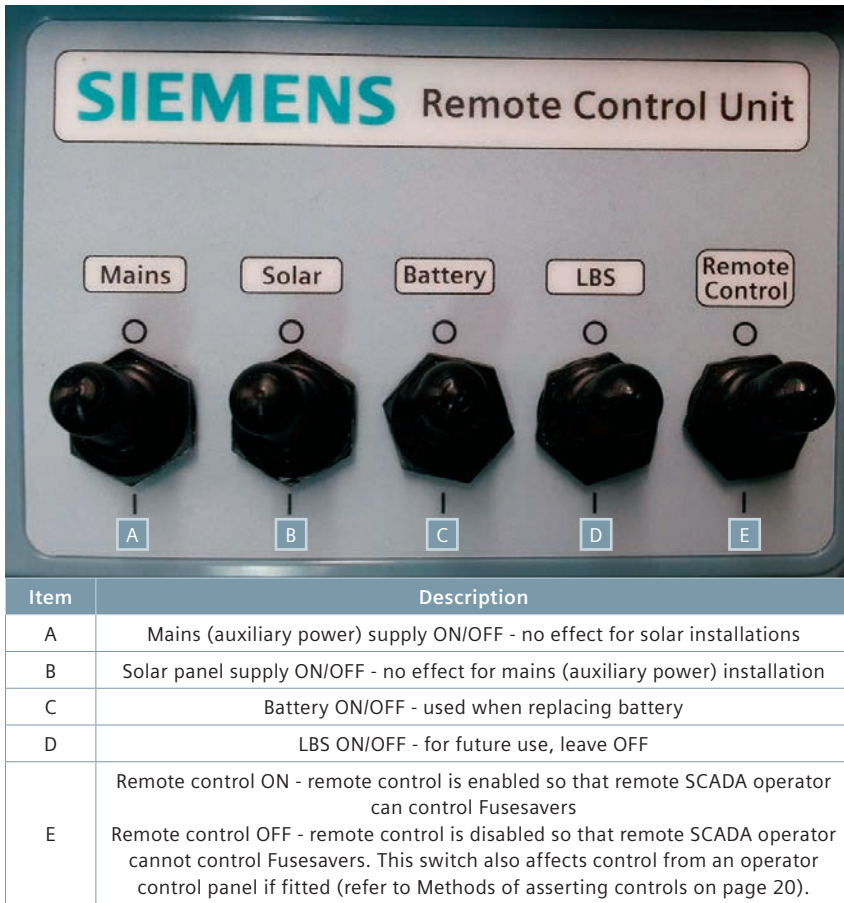 SIEMENS Remote Control Unit
Mains Solar Battery LBS Remote Control
A B C D E
Item Description
A Mains (auxiliary power) supply ON/OFF - no effect for solar installations
B Solar panel supply ON/OFF - no effect for mains (auxiliary power) installation
C Battery ON/OFF - used when replacing battery
D LBS ON/OFF - for future use, leave OFF
E Remote control ON - remote control is enabled so that remote SCADA operator
can control Fusesavers
Remote control OFF - remote control is disabled so that remote SCADA operator
cannot control Fusesavers. This switch also affects control from an operator
control panel if fitted (refer to Methods of asserting controls on page 20).